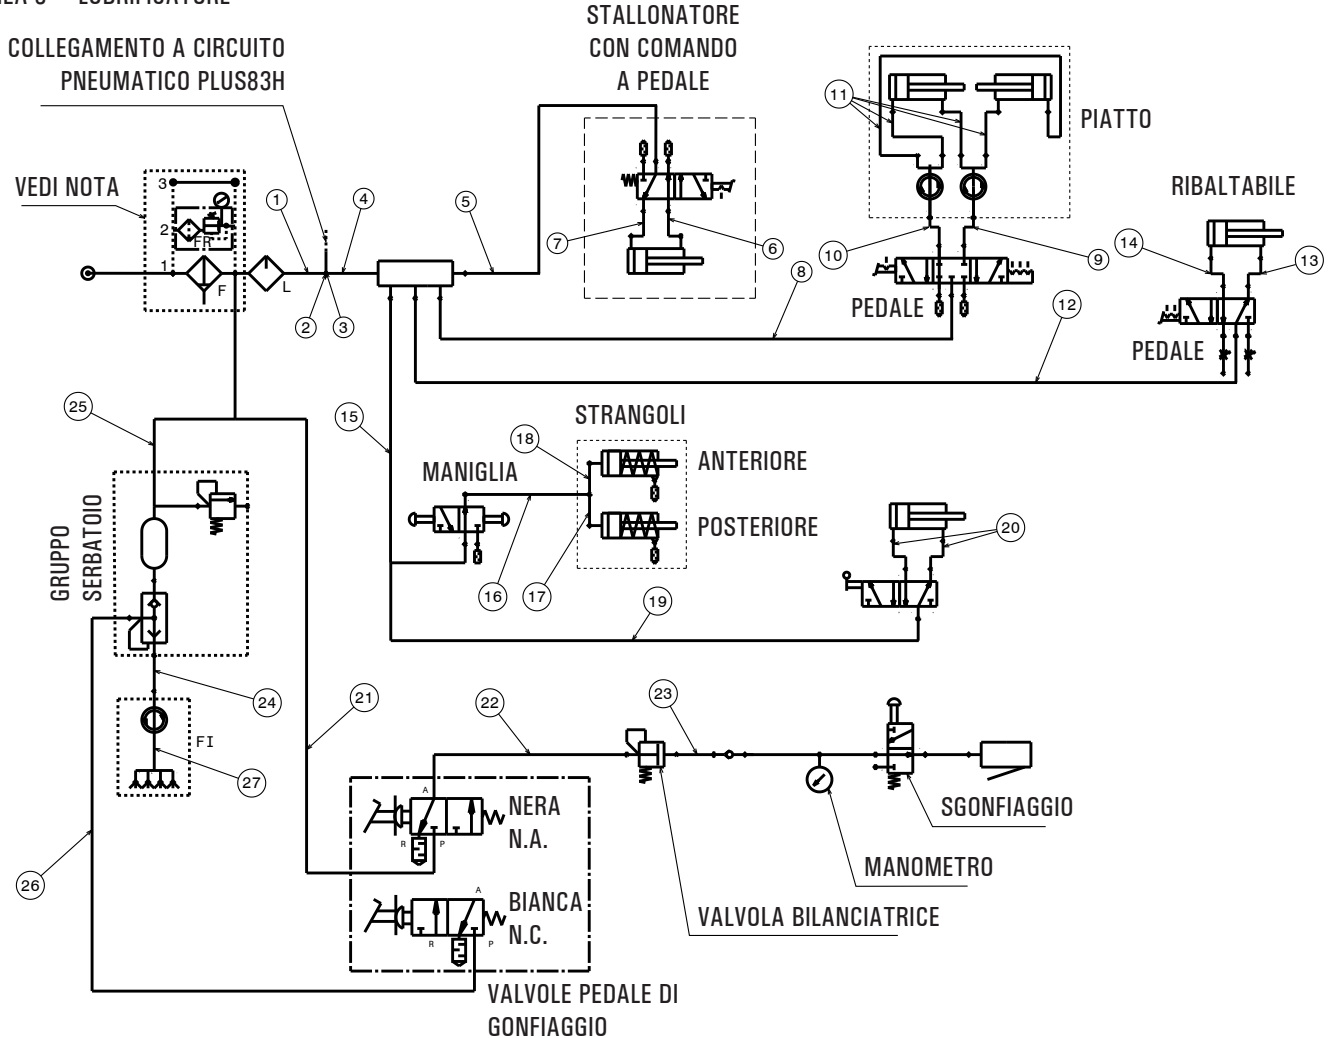 LUBRIFICATORE
COLLEGAMENTO A CIRCUITO
PNEUMATICO PLUS83H
STALLONATORE
CON COMANDO
A PEDALE
VEDI NOTA
3
2
FR
1
F
L
1
4
5
2
3
7
6
11
PIATTO
10
9
8
PEDALE
RIBALTABILE
14
13
12
PEDALE
25
15
STRANGOLI
18
ANTERIORE
MANIGLIA
POSTERIORE
16
17
20
19
GRUPPO
SERBATOIO
24
21
22
23
FI
27
26
A
NERA
N.A.
R
P
A
BIANCA
N.C.
R
P
SGONFIAGGIO
MANOMETRO
VALVOLA BILANCIATRICE
VALVOLE PEDALE DI
GONFIAGGIO